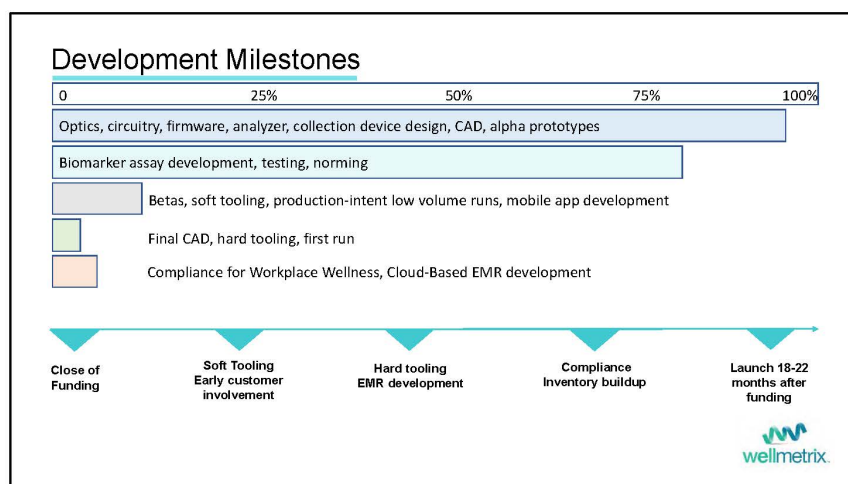 Development Milestones
0 25% 50% 75% 100%
Optics, circuitry, firmware, analyzer, collection device design, CAD, alpha prototypes
Biomarker assay development, testing, norming
Betas, soft tooling, production-intent low volume runs, mobile app development
Final CAD, hard tooling, first run
Compliance for Workplace Wellness, Cloud-Based EMR development
Close of
Funding
Soft Tooling
Early customer
involvement
Hard tooling
EMR development
Compliance
Inventory buildup
Launch 18-22
months after
funding
wellmetrix.